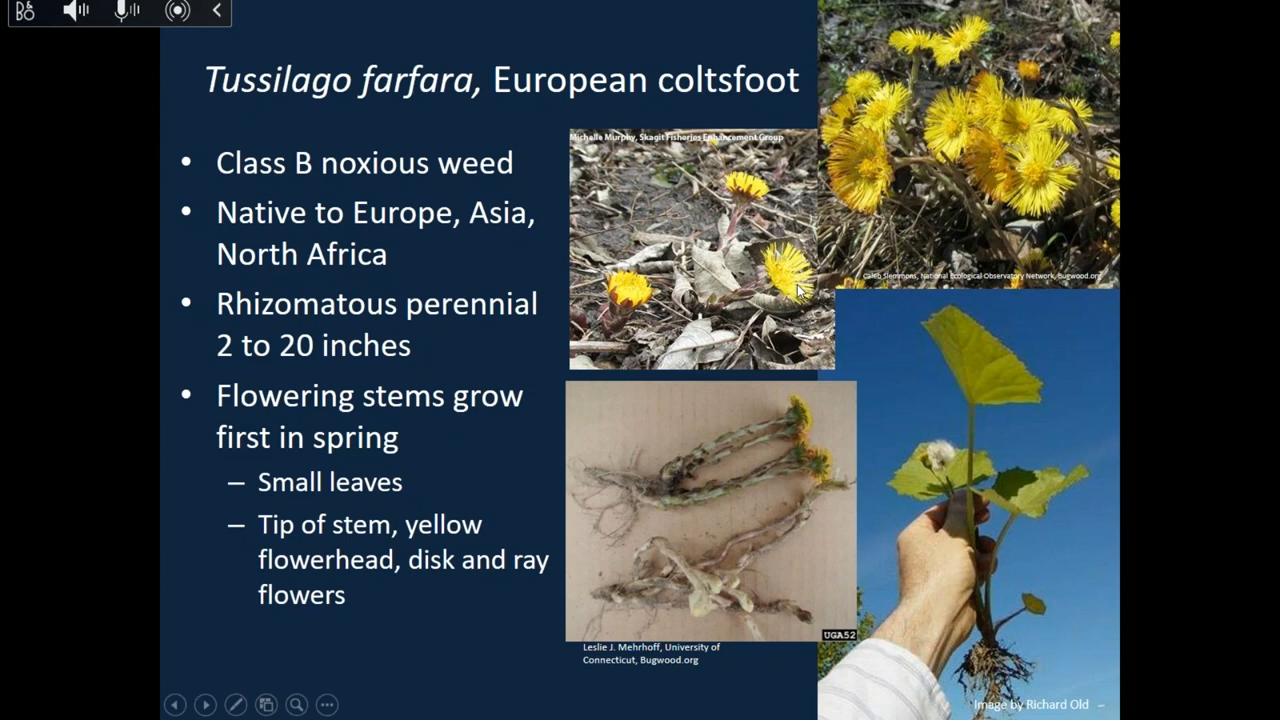 Tussilago farfara, European coltsfoot
• Class B noxious weed
• Native to Europe, Asia,
North Africa
• Rhizomatous perennial
2 to 20 inches
• Flowering stems grow
first in spring
– Small leaves
– Tip of stem, yellow
flowerhead, disk and ray
flowers
Michelle Murphy, Skagit Fisheries Enhancement Group
Caleb Slemmons, National Ecological Observatory Network, Bugwood.org
UGA52
Leslie J. Mehrhoff, University of
Connecticut, Bugwood.org
Image by Richard Old –